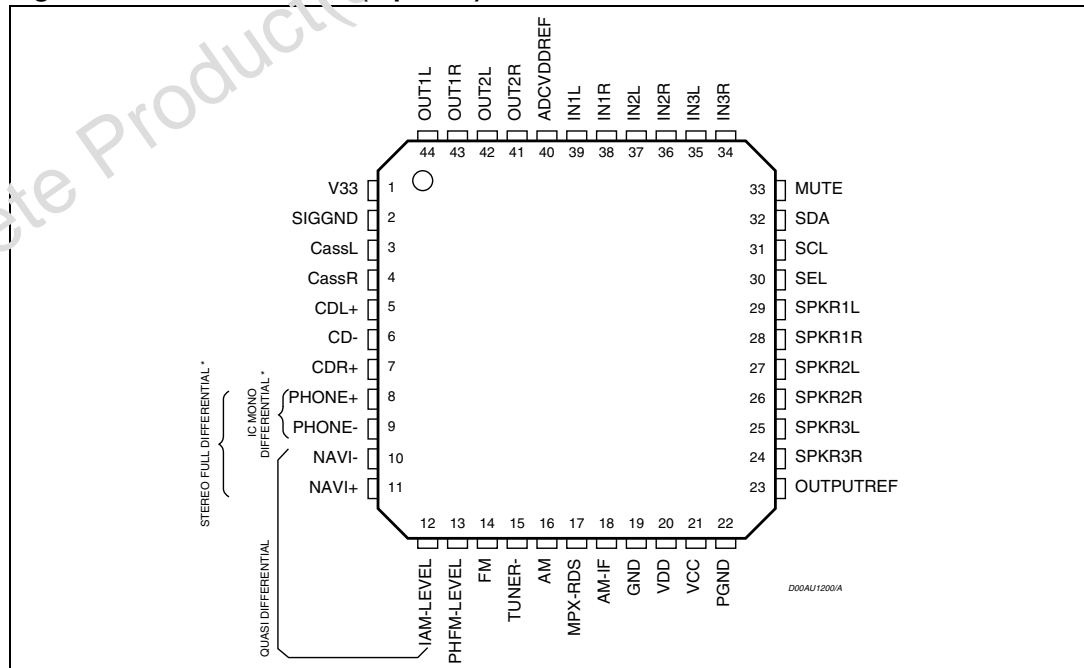 ete Product(
OUT1L
OUT1R
OUT2L
OUT2R
ADCVDDREF
IN1L
IN1R
IN2L
IN2R
IN3L
IN3R
44 43 42 41 40 39 38 37 36 35 34
V33 1
SIGGND 2
CassL 3
CassR 4
CDL+ 5
CD- 6
CDR+ 7
PHONE+ 8
PHONE- 9
NAVI- 10
NAVI+ 11
33 MUTE
32 SDA
31 SCL
30 SEL
29 SPKR1L
28 SPKR1R
27 SPKR2L
26 SPKR2R
25 SPKR3L
24 SPKR3R
23 OUTPUTREF
STEREO FULL DIFFERENTIAL *
IC MONO
DIFFERENTIAL *
QUASI DIFFERENTIAL
12 13 14 15 16 17 18 19 20 21 22
IAM-LEVEL
PHFM-LEVEL
FM
TUNER-
AM
MPX-RDS
AM-IF
GND
VDD
VCC
PGND
D00AU1200/A